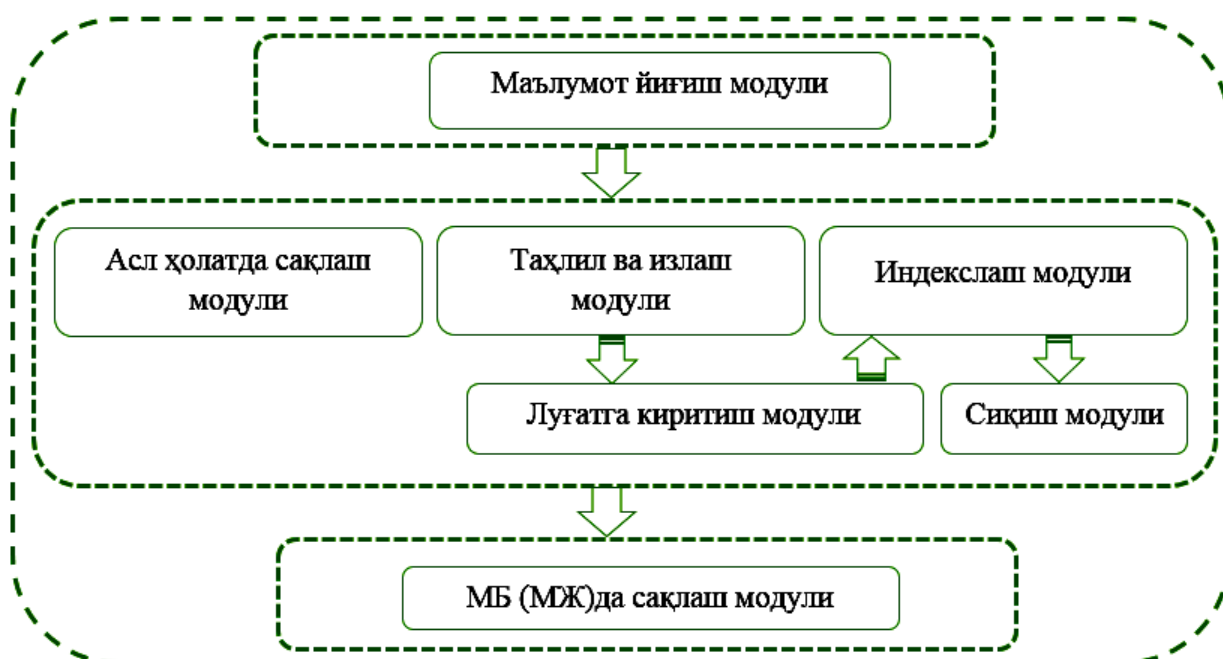 Маълумот йиғиш модули
Асл ҳолатда сақлаш
модули
Таҳлил ва излаш
модули
Индекслаш модули
Луғатга киритиш модули
Сиқиш модули
МБ (МЖ)да сақлаш модули